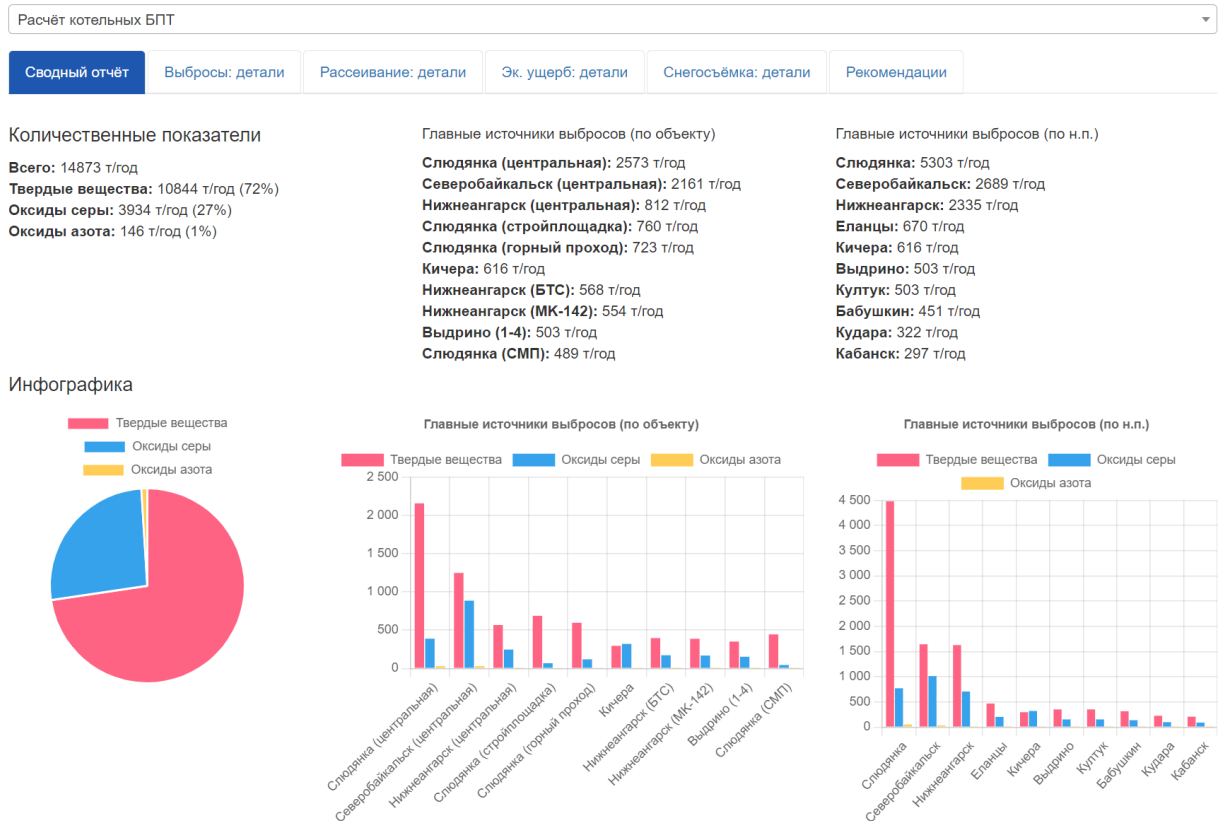 Расчёт котельных БПТ
Сводный отчёт
Выбросы: детали
Рассеивание: детали
Эк. ущерб: детали
Снегосъёмка: детали
Рекомендации
Количественные показатели
Всего: 14873 т/год
Твердые вещества: 10844 т/год (72%)
Оксиды серы: 3934 т/год (27%)
Оксиды азота: 146 т/год (1%)
Главные источники выбросов (по объекту)
Слюдянка (центральная): 2573 т/год
Северобайкальск (центральная): 2161 т/год
Нижнеангарск (центральная): 812 т/год
Слюдянка (стройплощадка): 760 т/год
Слюдянка (горный проход): 723 т/год
Кичера: 616 т/год
Нижнеангарск (БТС): 568 т/год
Нижнеангарск (МК-142): 554 т/год
Выдрино (1-4): 503 т/год
Слюдянка (СМП): 489 т/год
Главные источники выбросов (по н.п.)
Слюдянка: 5303 т/год
Северобайкальск: 2689 т/год
Нижнеангарск: 2335 т/год
Еланцы: 670 т/год
Кичера: 616 т/год
Выдрино: 503 т/год
Култук: 503 т/год
Бабушкин: 451 т/год
Кудара: 322 т/год
Кабанск: 297 т/год
Инфографика
Твердые вещества
Оксиды серы
Оксиды азота
Главные источники выбросов (по объекту)
Твердые вещества
Оксиды серы
Оксиды азота
2 500
2 000
1 500
1 000
500
0
Слюдянка (центральная)
Северобайкальск (центральная)
Нижнеангарск (центральная)
Слюдянка (стройплощадка)
Слюдянка (горный проход)
Кичера
Нижнеангарск (БТС)
Нижнеангарск (МК-142)
Выдрино (1-4)
Слюдянка (СМП)
Главные источники выбросов (по н.п.)
Твердые вещества
Оксиды серы
Оксиды азота
4 500
4 000
3 500
3 000
2 500
2 000
1 500
1 000
500
0
Слюдянка
Северобайкальск
Нижнеангарск
Еланцы
Кичера
Выдрино
Култук
Бабушкин
Кудара
Кабанск